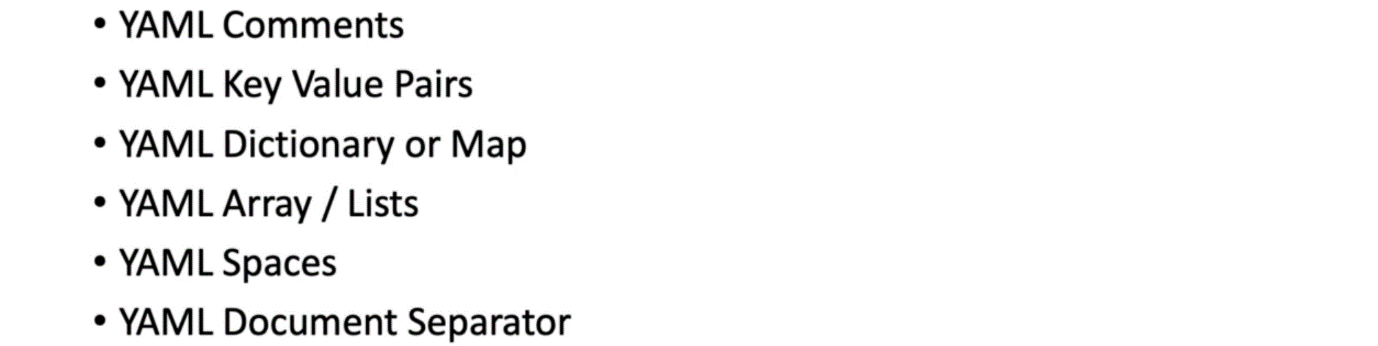 • YAML Comments
• YAML Key Value Pairs
• YAML Dictionary or Map
• YAML Array / Lists
• YAML Spaces
• YAML Document Separator